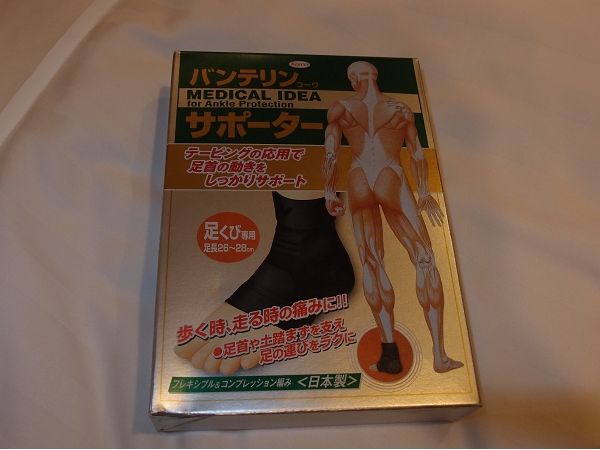 Kowa
バンテリン
コーワ
MEDICAL IDEA
for Ankle Protection
サポーター
テーピングの応用で
足首の動きを
しっかりサポート
足くび専用
足長26～28cm
歩く時、走る時の痛みに!!
●足首や土踏まずを支え
足の運びをラクに
フレキシブル&コンプレッション編み <日本製>